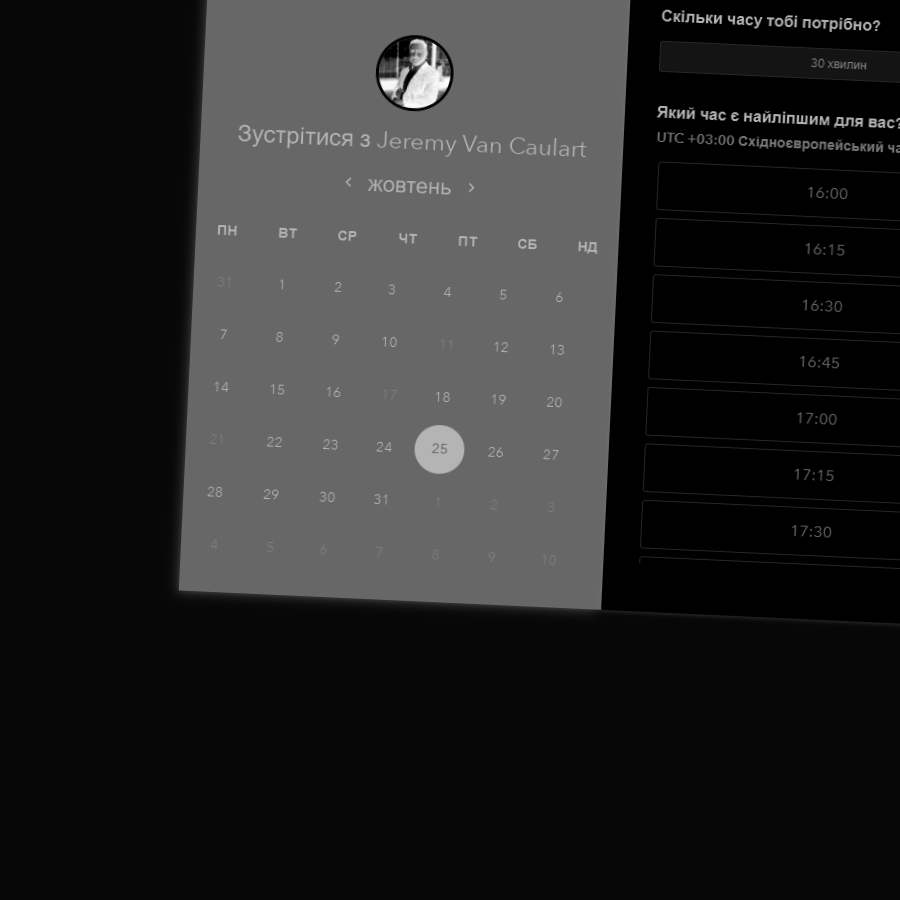 Зустрітися з Jeremy Van Caulart
жовтень
ПН ВТ СР ЧТ ПТ СБ НД
31 1 2 3 4 5 6
7 8 9 10 11 12 13
14 15 16 17 18 19 20
21 22 23 24 25 26 27
28 29 30 31 1 2 3
4 5 6 7 8 9 10
Скільки часу тобі потрібно?
30 хвилин
Який час є найліпшим для вас?
UTC +03:00 Східноєвропейський
16:00
16:15
16:30
16:45
17:00
17:15
17:30